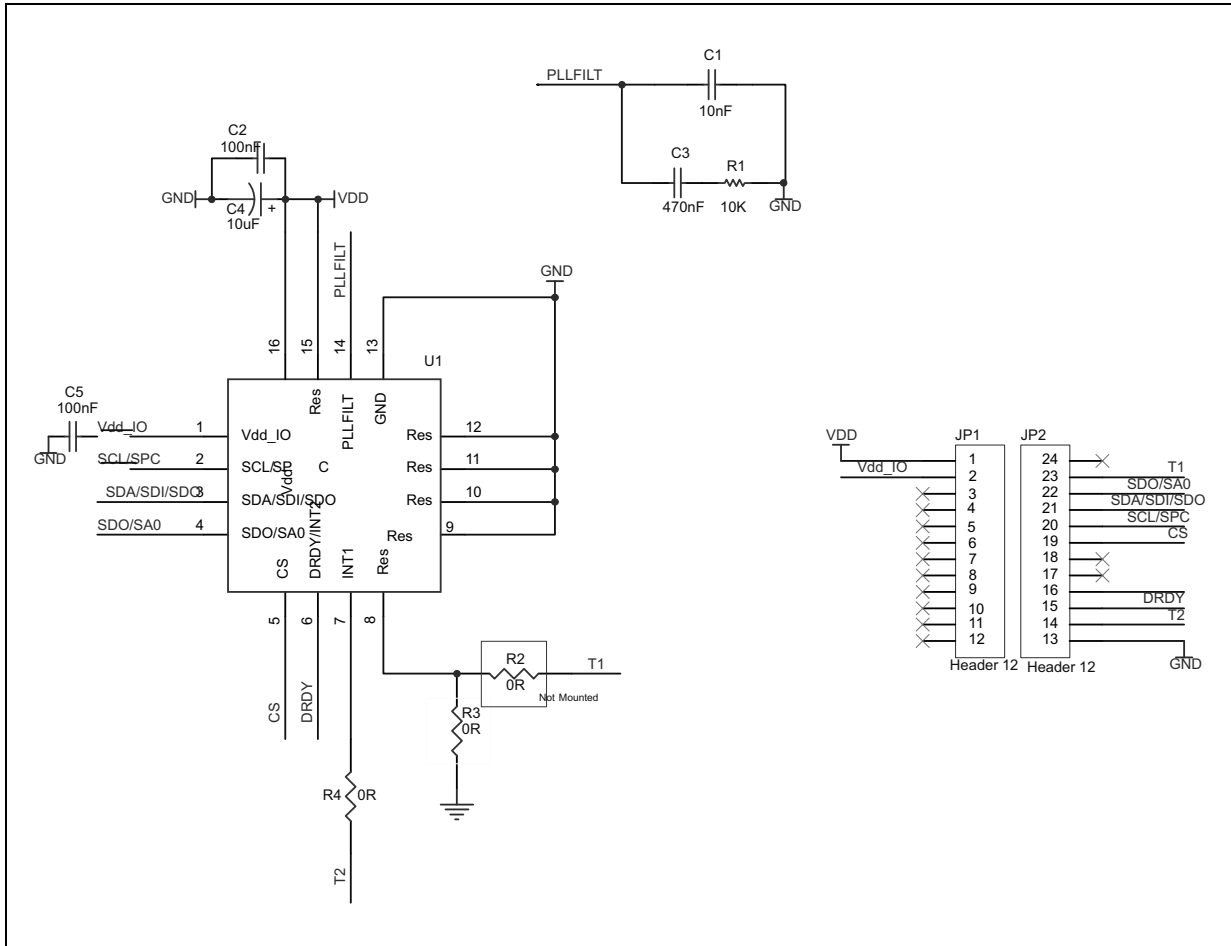 C1
PLLFILT
10nF
C3
R1
470nF
10K
GND
C2
100nF
GND
VDD
C4
+
10uF
PLLFILT
GND
16
15
14
13
U1
C5
100nF
Vdd_IO
GND
SCL/SPC
SDA/SDI/SDO
SDO/SA0
1
2
3
4
Vdd_IO
SCL/SP
C
SDA/SDI/SDO
SDO/SA0
Vdd
Res
PLLFILT
GND
Res
Res
Res
Res
12
11
10
9
CS
DRDY/INT2
INT1
Res
5
6
7
8
CS
DRDY
R2
0R
T1
Not Mounted
R3
0R
R4
0R
T2
VDD
Vdd_IO
JP1
1
2
3
4
5
6
7
8
9
10
11
12
Header 12
JP2
24
23
22
21
20
19
18
17
16
15
14
13
Header 12
T1
SDO/SA0
SDA/SDI/SDO
SCL/SPC
CS
DRDY
T2
GND